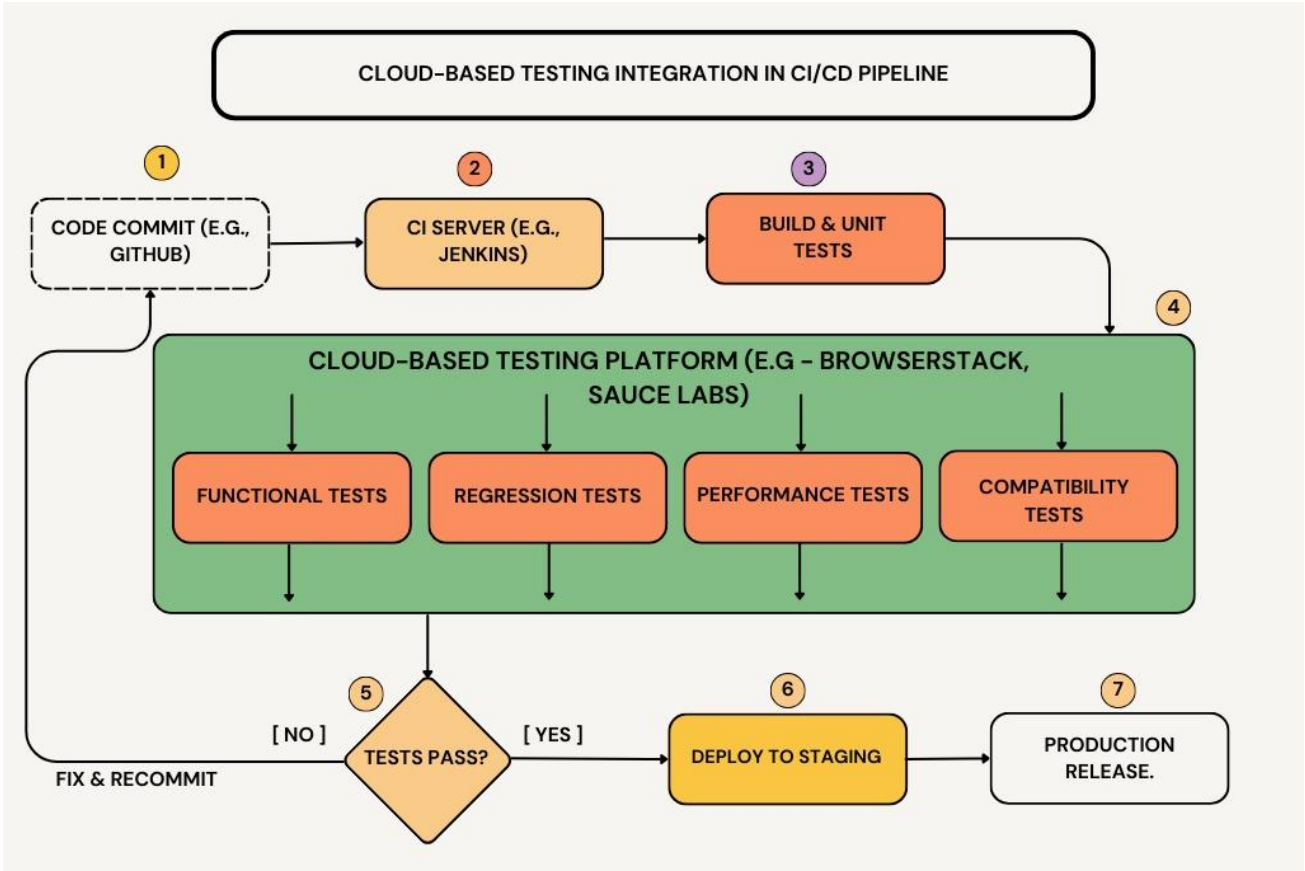 CLOUD-BASED TESTING INTEGRATION IN CI/CD PIPELINE
1
2
3
CODE COMMIT (E.G.,
GITHUB)
CI SERVER (E.G.,
JENKINS)
BUILD & UNIT
TESTS
4
CLOUD-BASED TESTING PLATFORM (E.G - BROWSERSTACK,
SAUCE LABS)
FUNCTIONAL TESTS
REGRESSION TESTS
PERFORMANCE TESTS
COMPATIBILITY
TESTS
5
6
7
[ NO ]
TESTS PASS?
[ YES ]
FIX & RECOMMIT
DEPLOY TO STAGING
PRODUCTION
RELEASE.